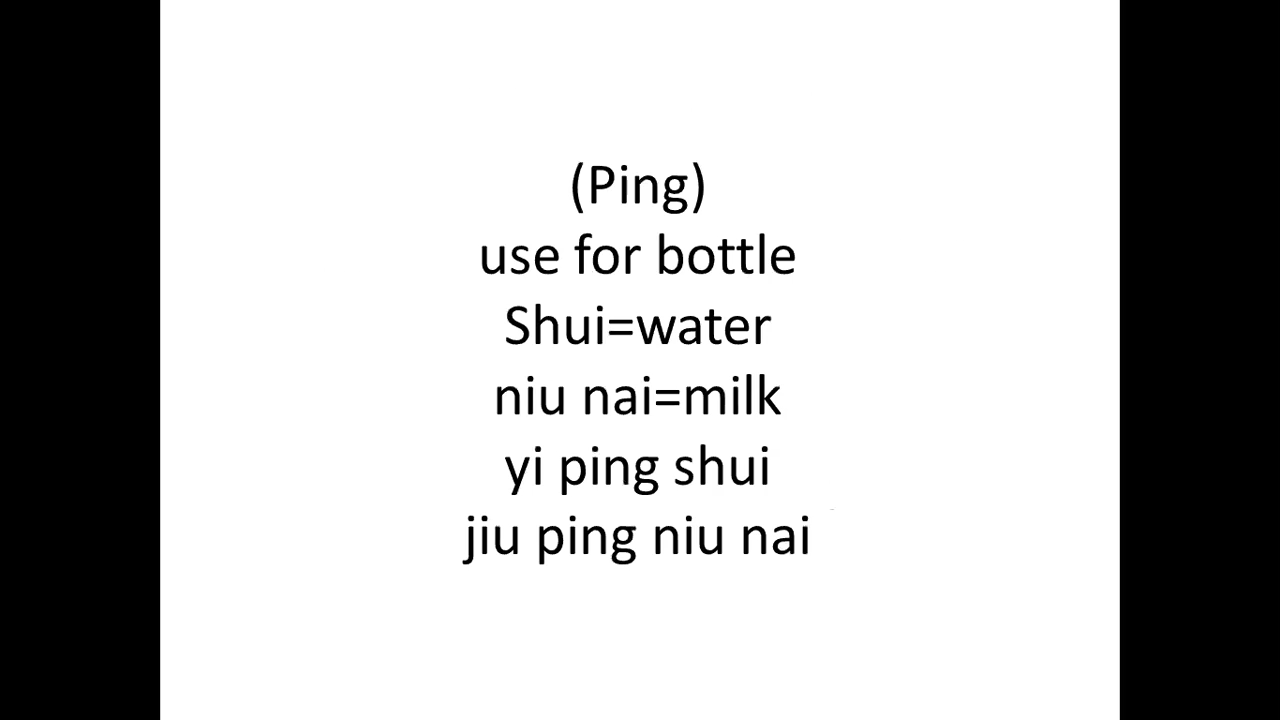 (Ping)
use for bottle
Shui=water
niu nai=milk
yi ping shui
jiu ping niu nai